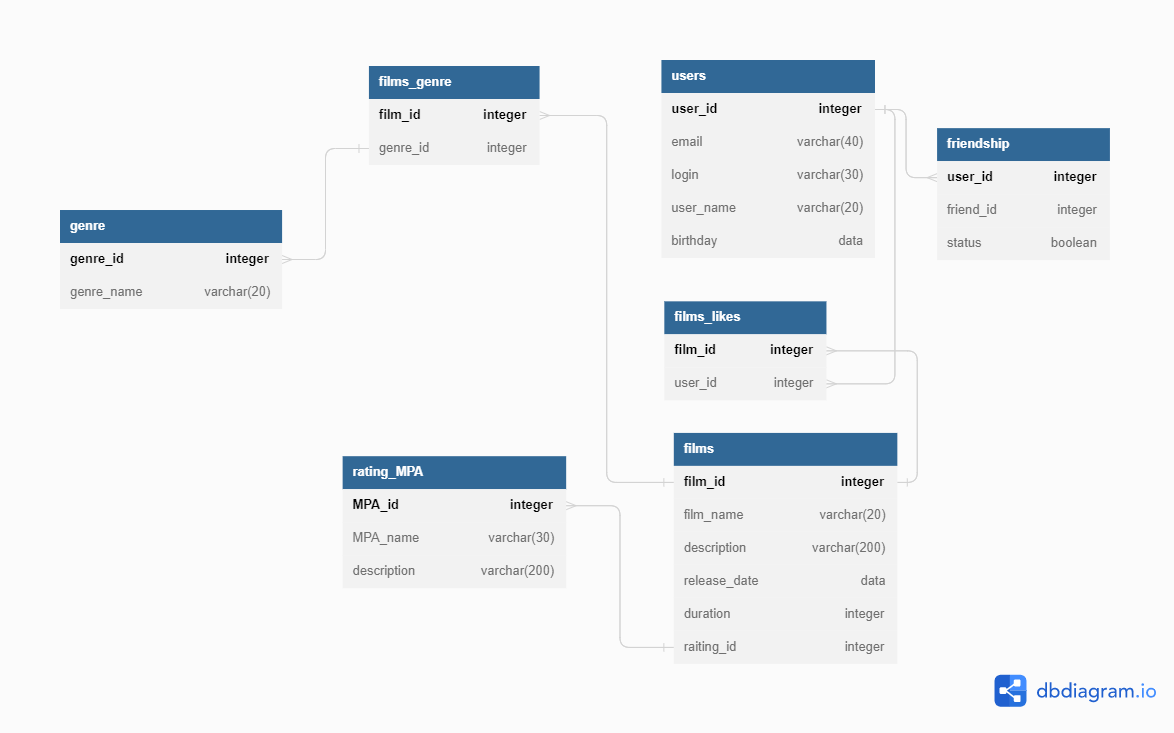 films_genre
film_id integer
genre_id integer
users
user_id integer
email varchar(40)
login varchar(30)
user_name varchar(20)
birthday data
friendship
user_id integer
friend_id integer
status boolean
genre
genre_id integer
genre_name varchar(20)
films_likes
film_id integer
user_id integer
rating_MPA
MPA_id integer
MPA_name varchar(30)
description varchar(200)
films
film_id integer
film_name varchar(20)
description varchar(200)
release_date data
duration integer
raiting_id integer
dbdiagram.io